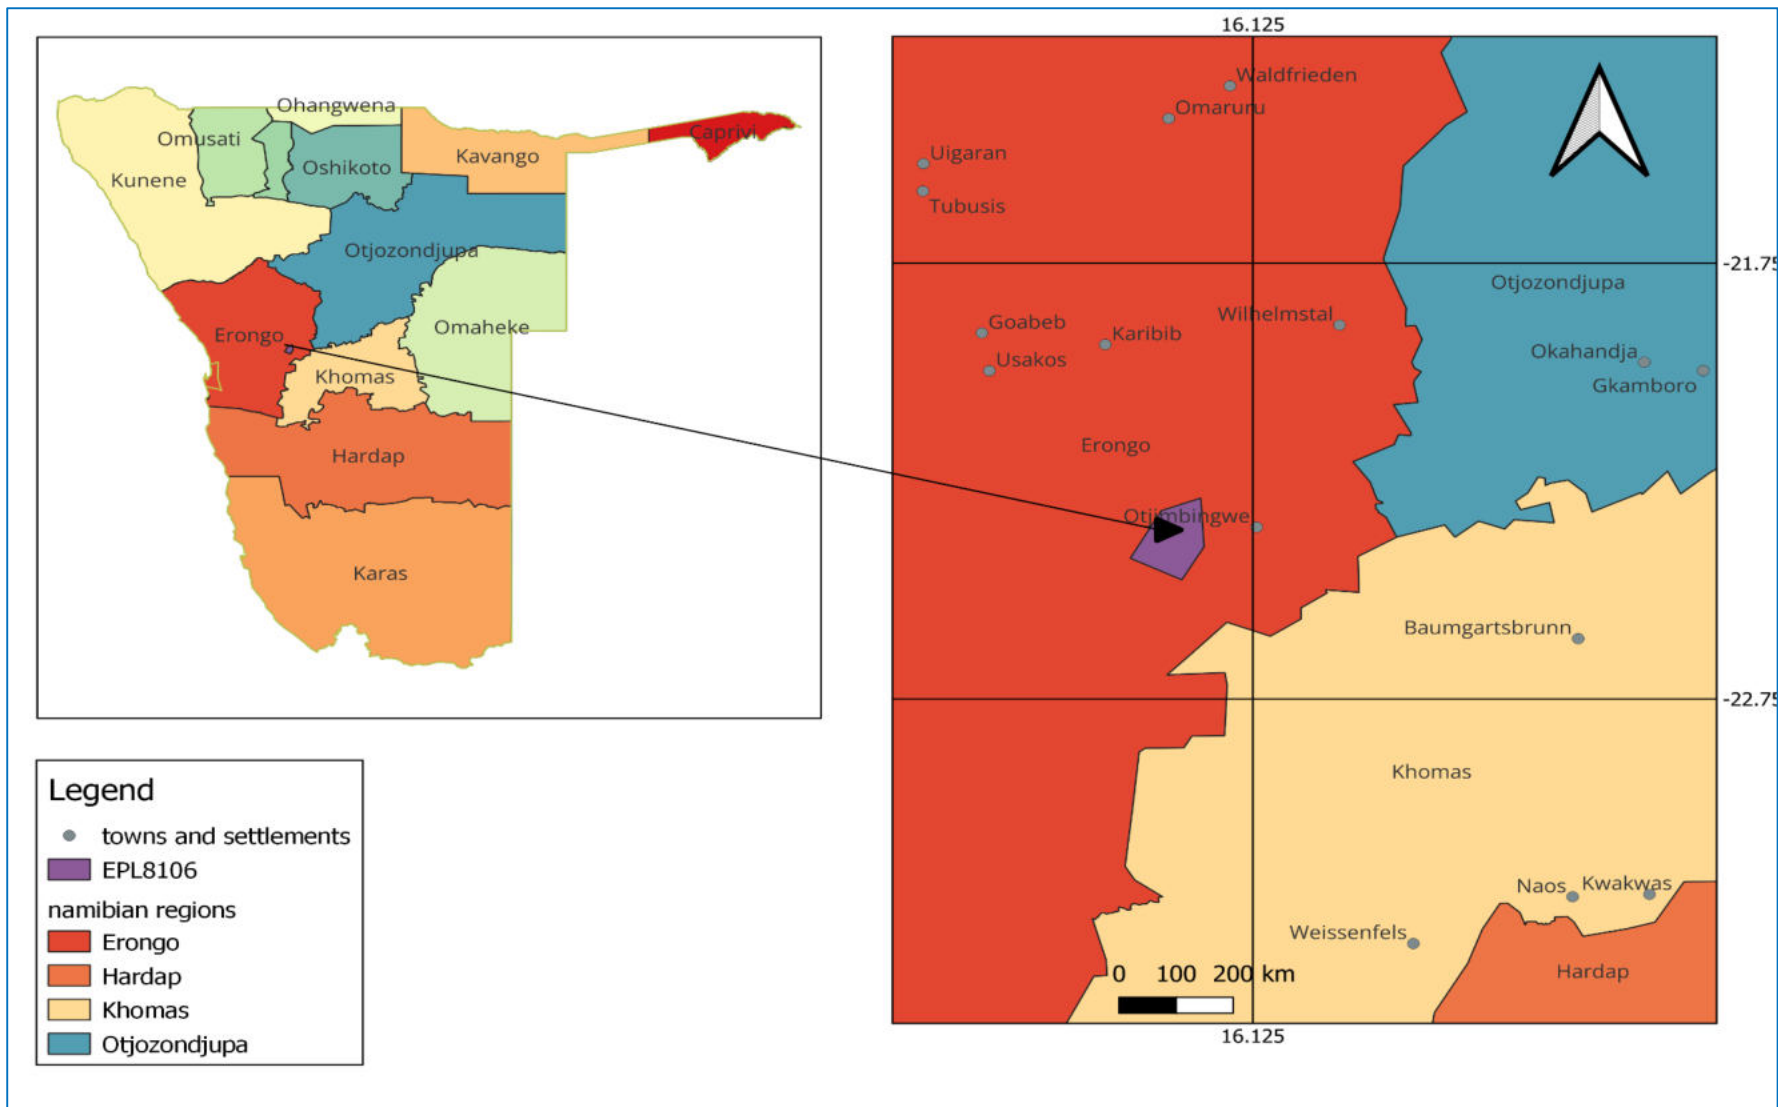 Ohangwena
Omusati
Caprivi
Oshikoto
Kavango
Kunene
Otjozondjupa
Omaheke
Erongo
Khomas
Hardap
Karas
16.125
Waldfrieden
Omaruru
Uigaran
Tubusis
-21.75
Otjozondjupa
Goabeb
Karibib
Wilhelmstal
Usakos
Okahandja
Gkamboro
Erongo
Otjimbingwe
Baumgartsbrunn
-22.75
Khomas
Naos
Kwakwas
Weissenfels
Hardap
0 100 200 km
16.125
Legend
towns and settlements
EPL8106
namibian regions
Erongo
Hardap
Khomas
Otjozondjupa